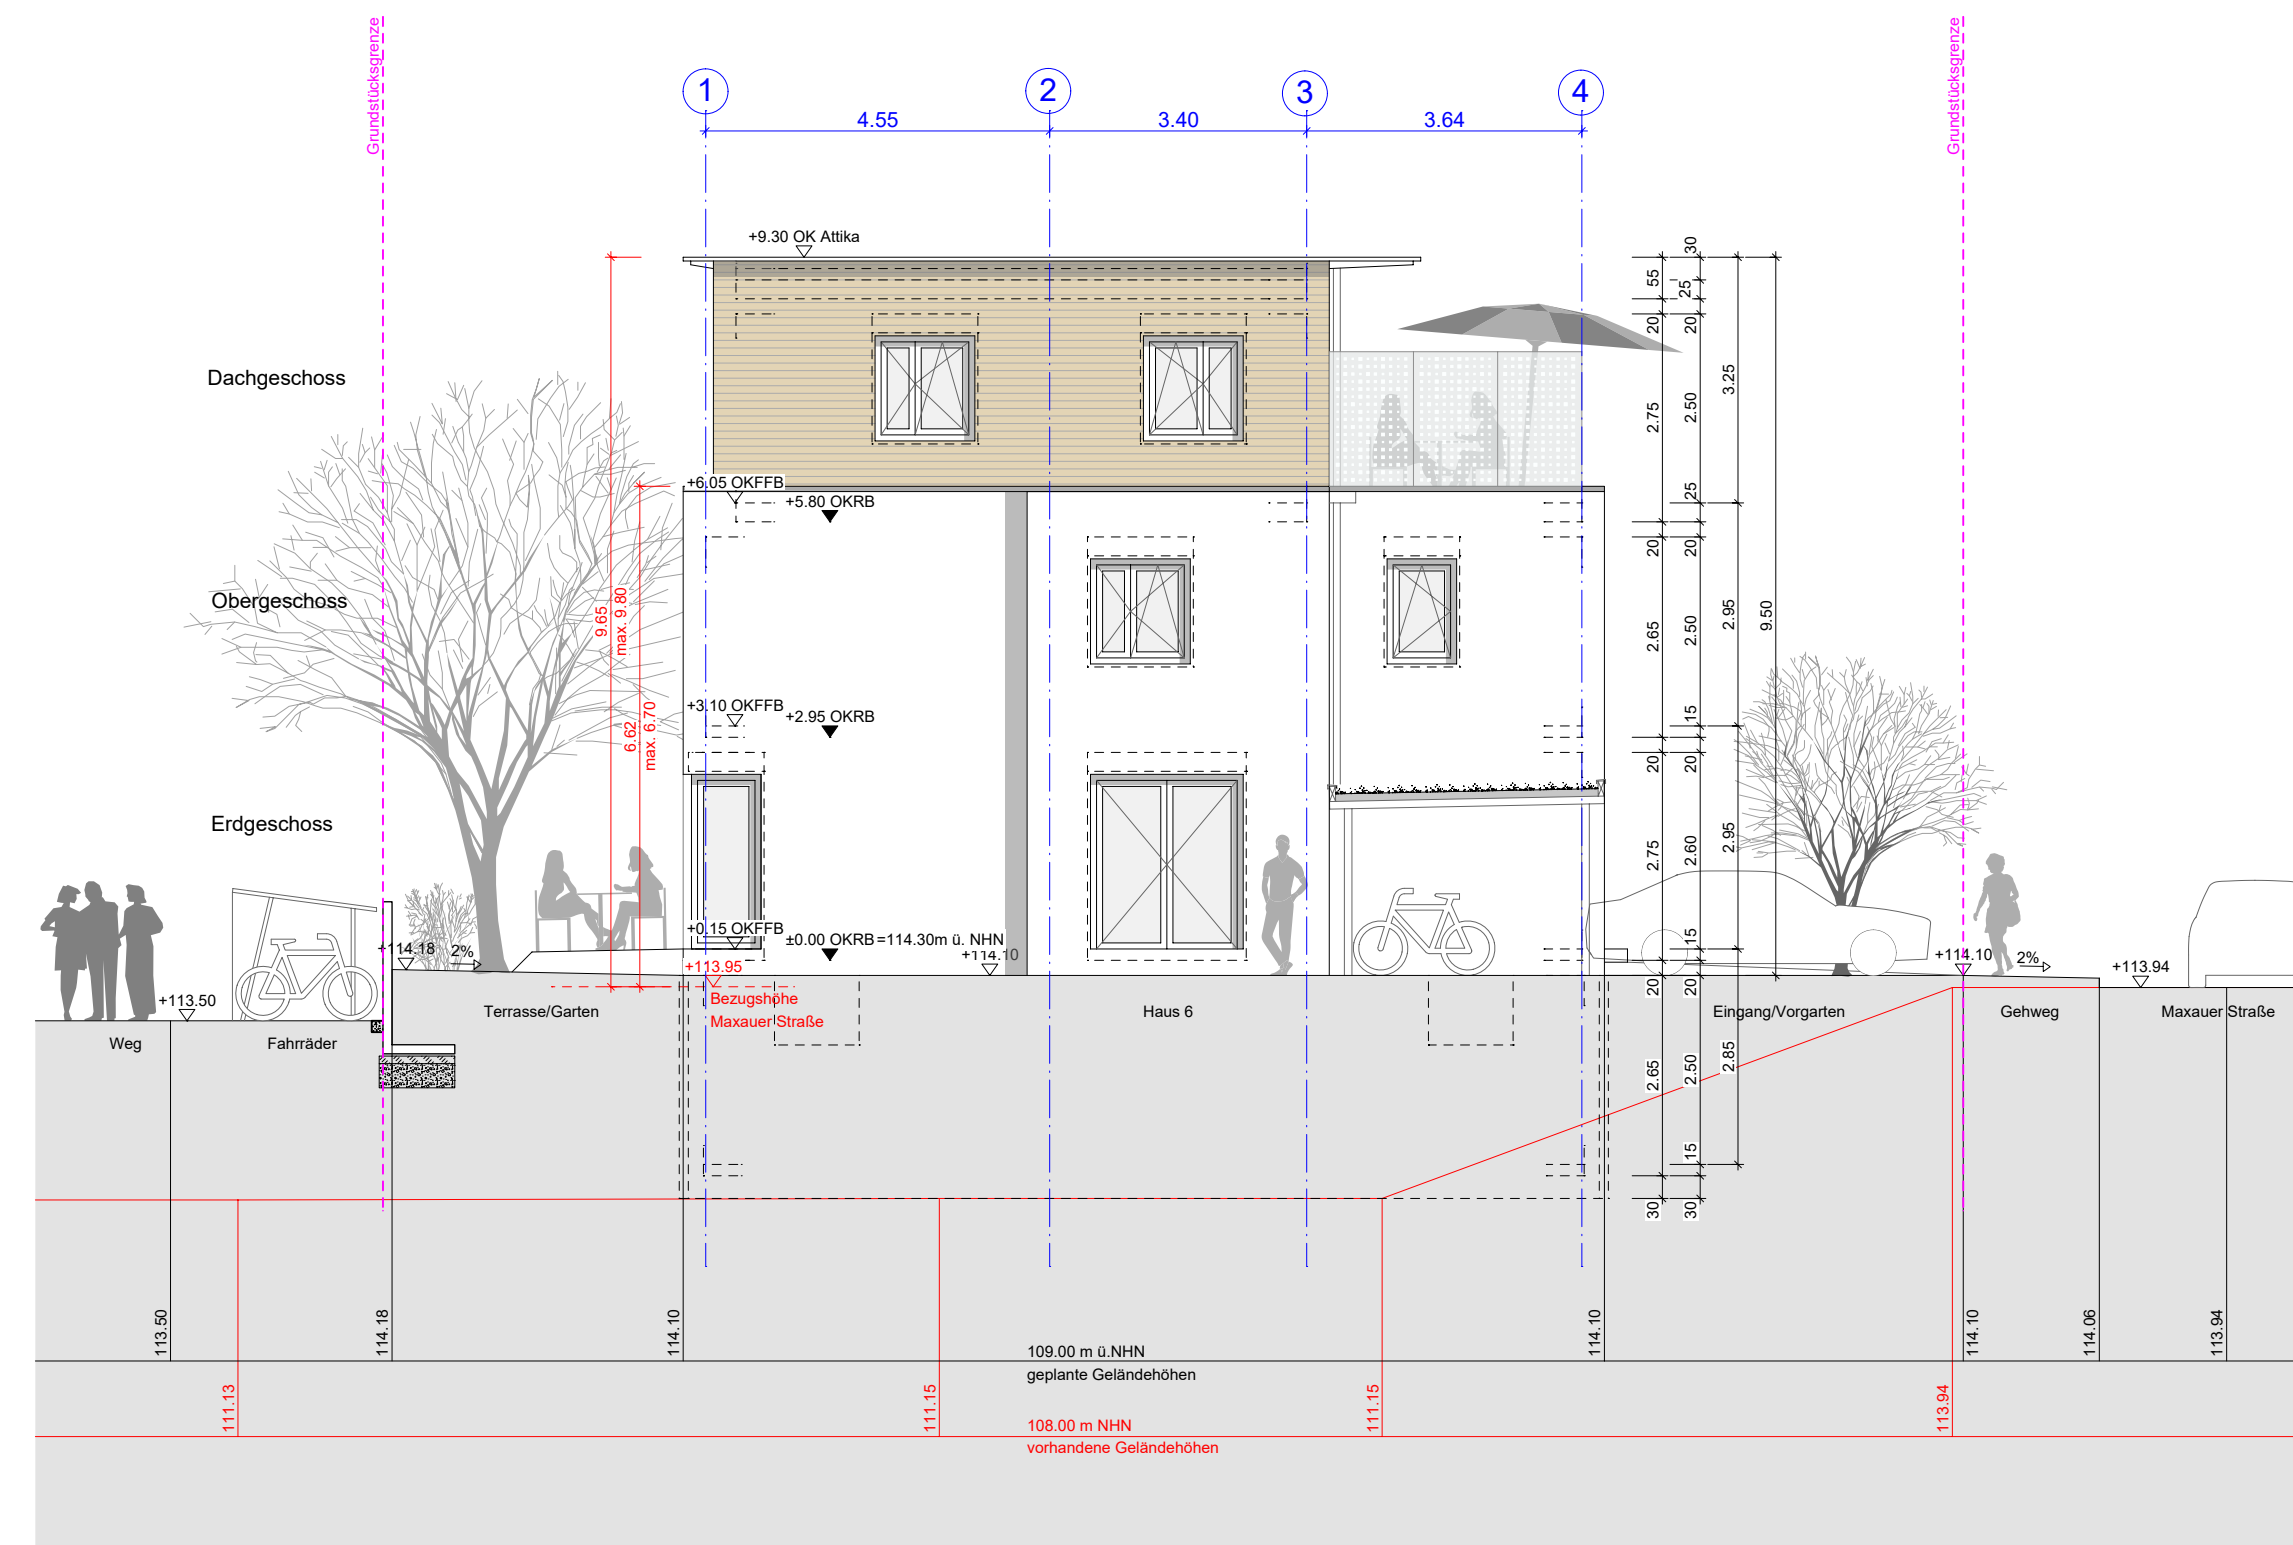 Grundstücksgrenze
Grundstücksgrenze
1
2
3
4
4.55
3.40
3.64
+9.30 OK Attika
Dachgeschoss
+6.05 OKFFB
+5.80 OKRB
Obergeschoss
9.65
max. 9.80
6.62
max. 6.70
+3.10 OKFFB
+2.95 OKRB
Erdgeschoss
+0.15 OKFFB
±0.00 OKRB =114.30m ü. NHN
+114.10
+114.18
2%
+113.95
Bezugshöhe
Maxauer Straße
+113.50
+114.10
2%
+113.94
Weg
Fahrräder
Terrasse/Garten
Haus 6
Eingang/Vorgarten
Gehweg
Maxauer Straße
55
20
2.75
20
2.65
20
2.75
20
2.65
30
30
25
20
2.50
25
20
2.50
15
20
2.60
15
20
2.50
15
30
3.25
2.95
2.95
2.85
9.50
113.50
114.18
114.10
114.10
114.10
114.06
113.94
109.00 m ü.NHN
geplante Geländehöhen
111.13
111.15
111.15
113.94
108.00 m NHN
vorhandene Geländehöhen